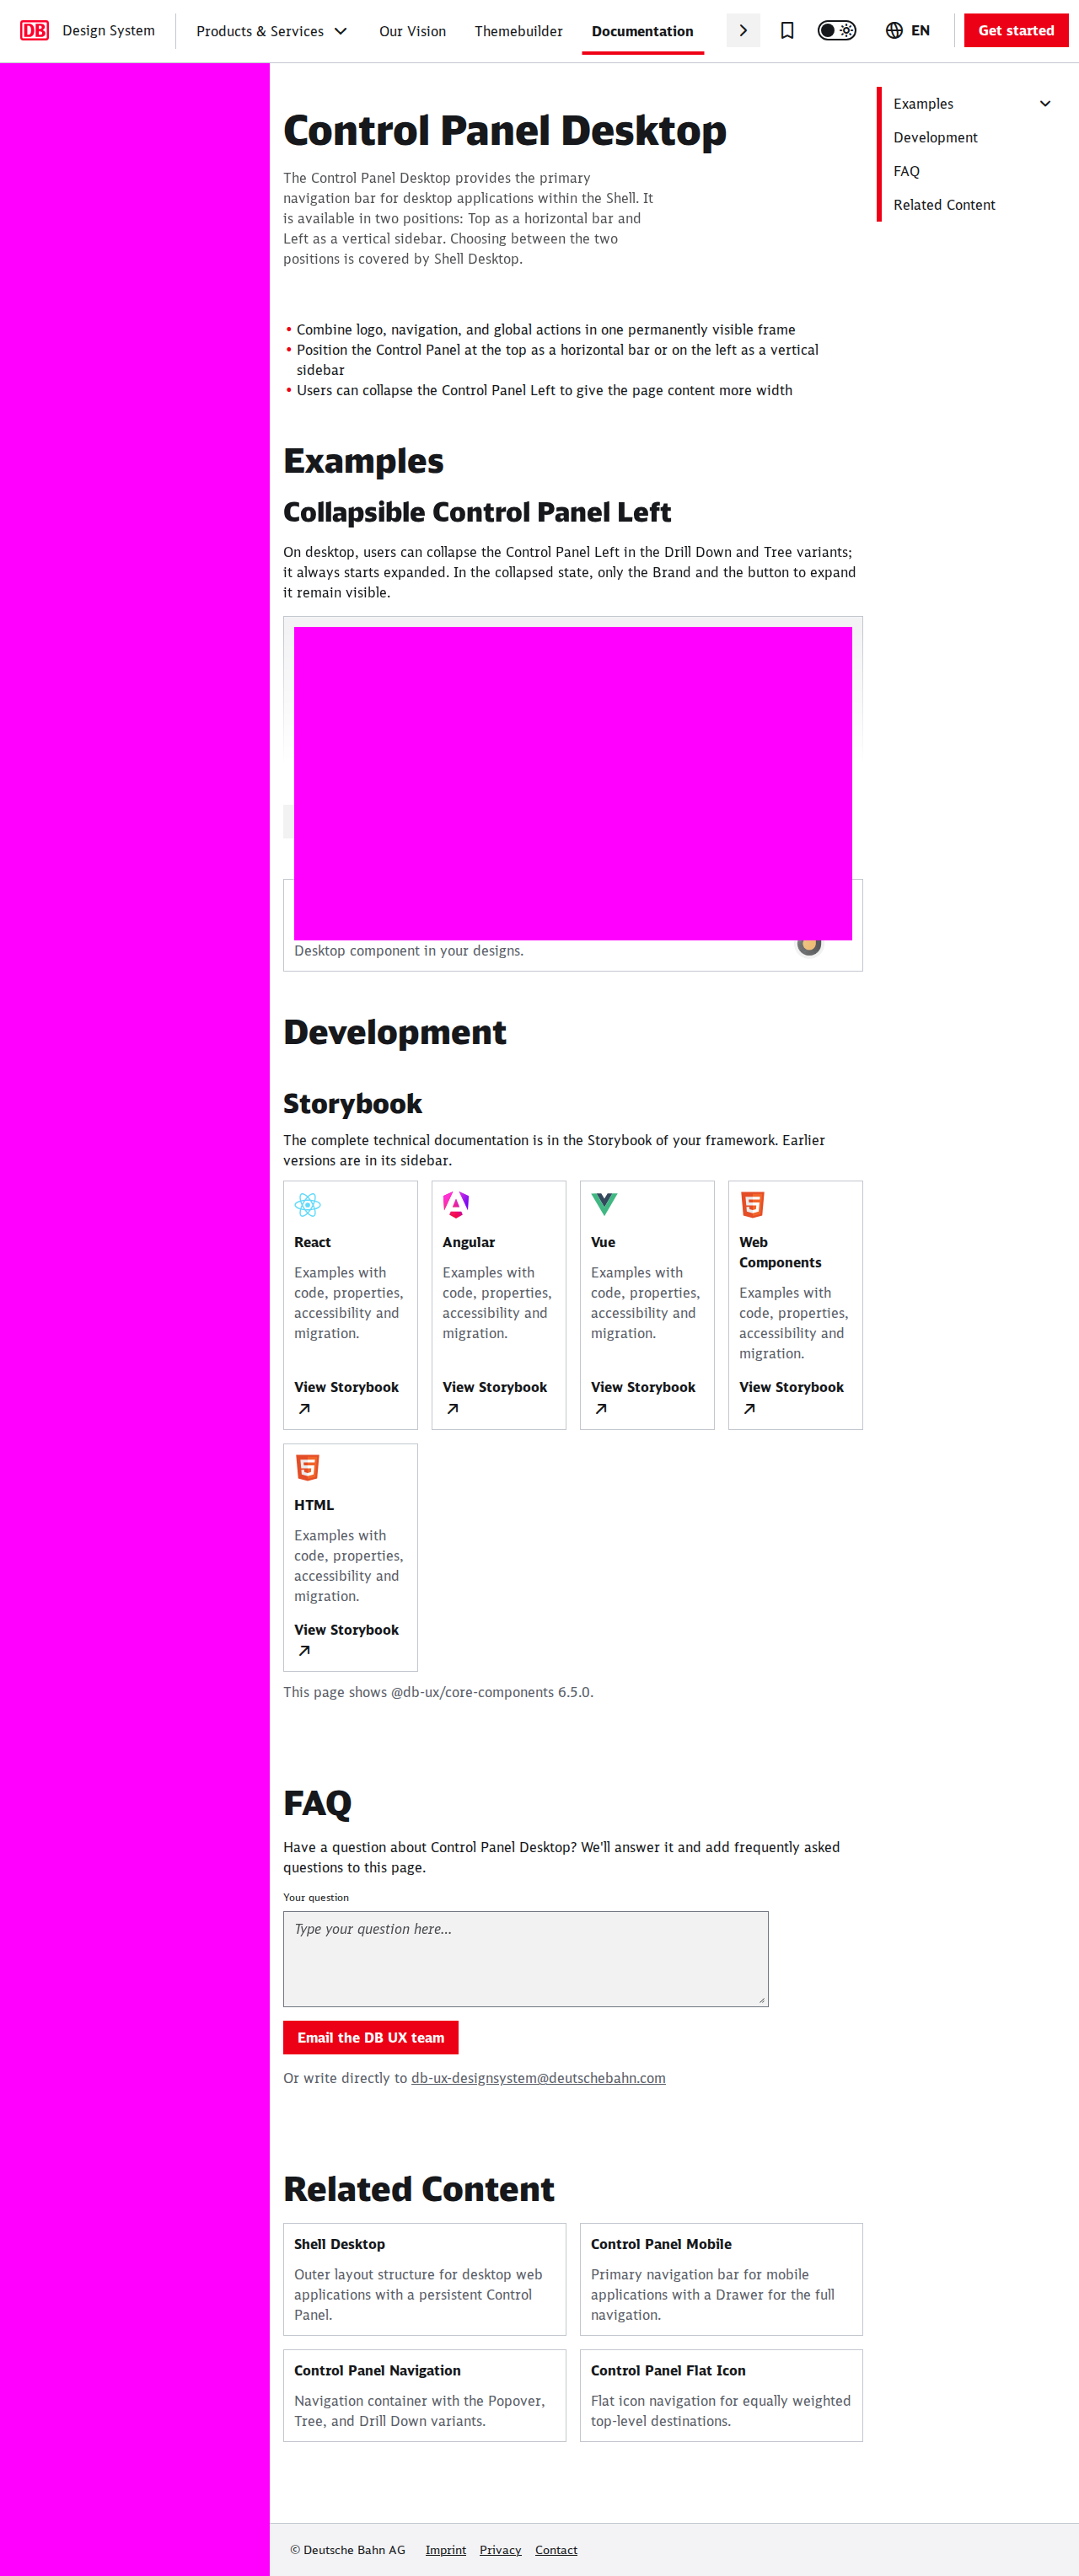 DB Design System Products & Services Our Vision Themebuilder Documentation EN Get started
Examples
Development
FAQ
Related Content
Control Panel Desktop
The Control Panel Desktop provides the primary
navigation bar for desktop applications within the Shell. It
is available in two positions: Top as a horizontal bar and
Left as a vertical sidebar. Choosing between the two
positions is covered by Shell Desktop.
• Combine logo, navigation, and global actions in one permanently visible frame
• Position the Control Panel at the top as a horizontal bar or on the left as a vertical
sidebar
• Users can collapse the Control Panel Left to give the page content more width
Examples
Collapsible Control Panel Left
On desktop, users can collapse the Control Panel Left in the Drill Down and Tree variants;
it always starts expanded. In the collapsed state, only the Brand and the button to expand
it remain visible.
Desktop component in your designs.
Development
Storybook
The complete technical documentation is in the Storybook of your framework. Earlier
versions are in its sidebar.
React
Examples with
code, properties,
accessibility and
migration.
View Storybook
Angular
Examples with
code, properties,
accessibility and
migration.
View Storybook
Vue
Examples with
code, properties,
accessibility and
migration.
View Storybook
Web
Components
Examples with
code, properties,
accessibility and
migration.
View Storybook
HTML
Examples with
code, properties,
accessibility and
migration.
View Storybook
This page shows @db-ux/core-components 6.5.0.
FAQ
Have a question about Control Panel Desktop? We'll answer it and add frequently asked
questions to this page.
Your question
Type your question here...
Email the DB UX team
Or write directly to db-ux-designsystem@deutschebahn.com
Related Content
Shell Desktop
Outer layout structure for desktop web
applications with a persistent Control
Panel.
Control Panel Mobile
Primary navigation bar for mobile
applications with a Drawer for the full
navigation.
Control Panel Navigation
Navigation container with the Popover,
Tree, and Drill Down variants.
Control Panel Flat Icon
Flat icon navigation for equally weighted
top-level destinations.
© Deutsche Bahn AG Imprint Privacy Contact